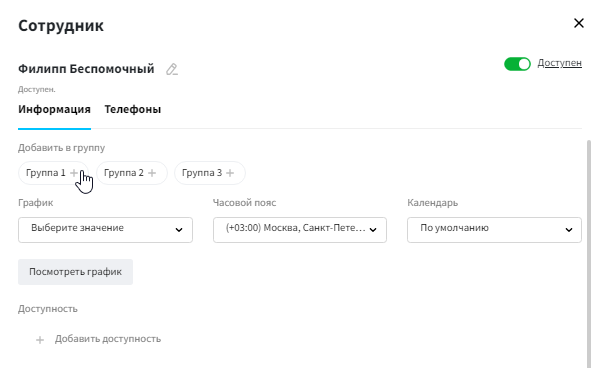 Сотрудник
Филипп Беспомочный
Доступен
Доступен.
Информация Телефоны
Добавить в группу
Группа 1 + Группа 2 + Группа 3 +
График Часовой пояс Календарь
Выберите значение (+03:00) Москва, Санкт-Пете... По умолчанию
Посмотреть график
Доступность
+ Добавить доступность